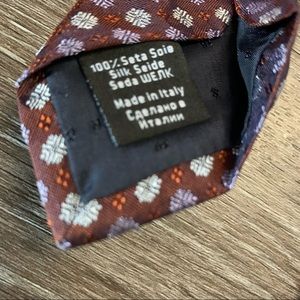 100% Seta Soie
Silk Seide
Seda ШЕЛК
Made in Italy
Сделано в
Италии